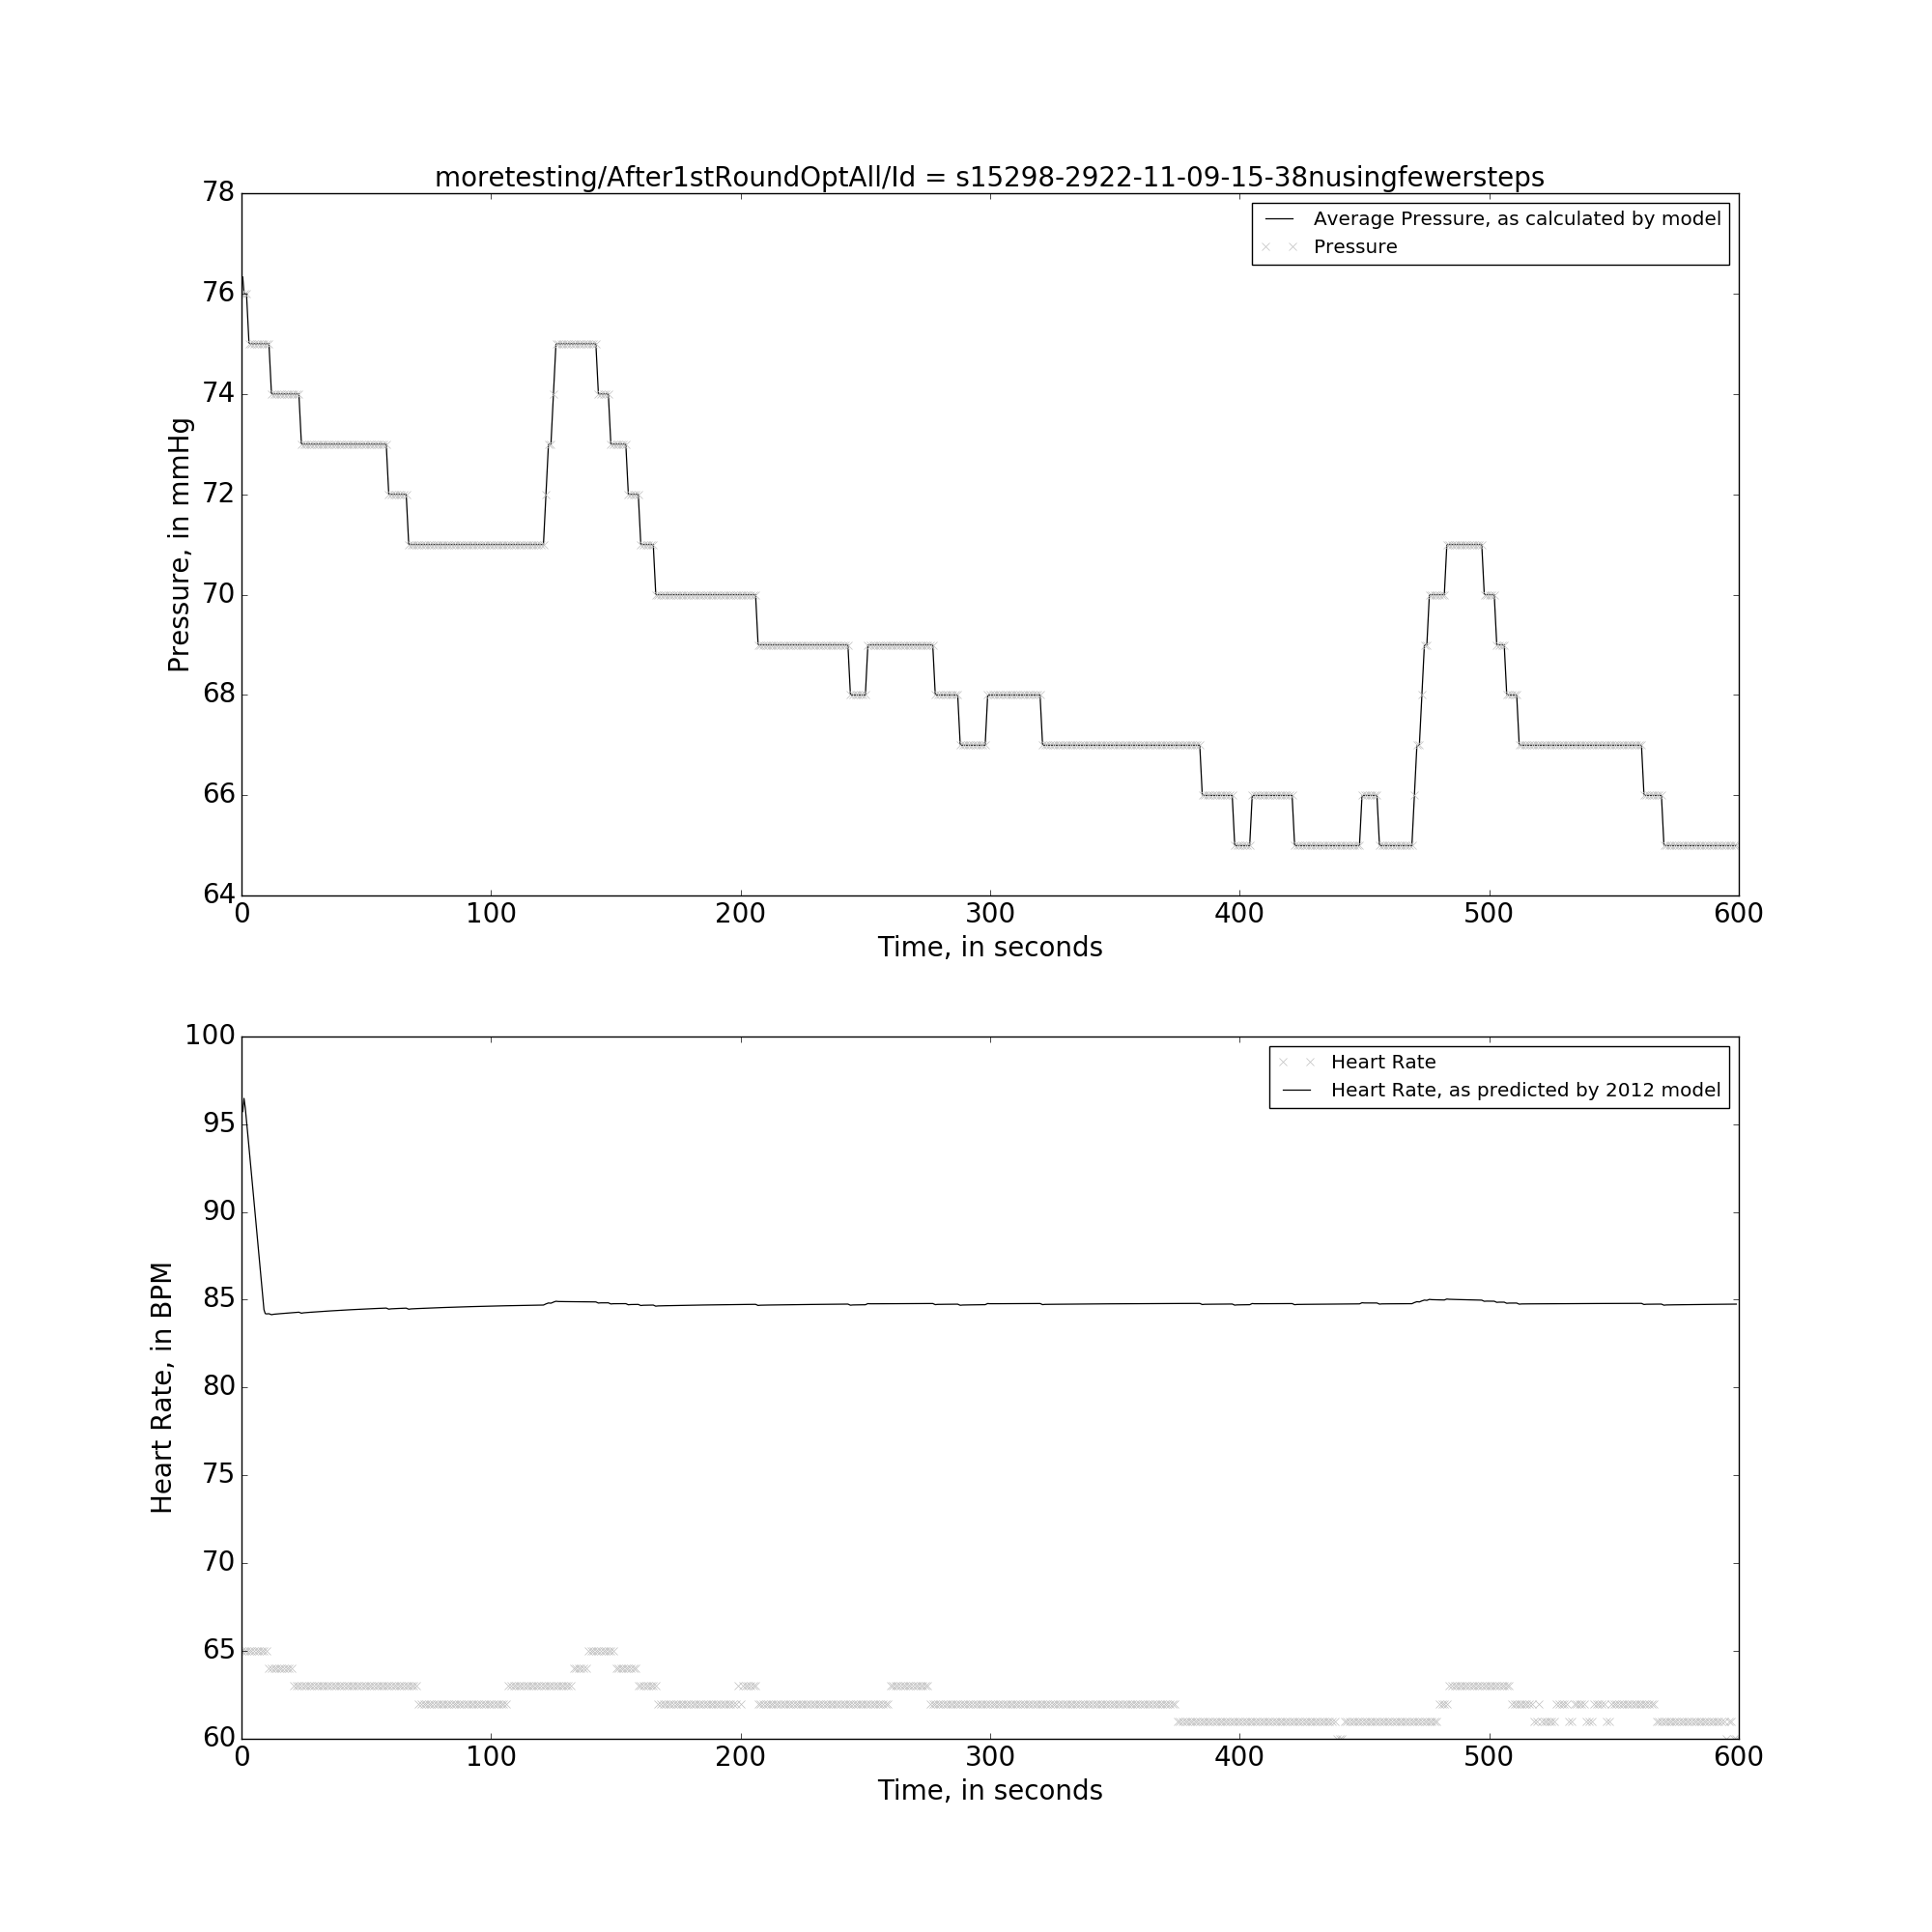 moretesting/After1stRoundOptAll/Id = s15298-2922-11-09-15-38nusingfewersteps
78
76
74
72
70
68
66
64
Pressure, in mmHg
Average Pressure, as calculated by model
Pressure
0 100 200 300 400 500 600
Time, in seconds
100
95
90
85
80
75
70
65
60
Heart Rate, in BPM
Heart Rate
Heart Rate, as predicted by 2012 model
0 100 200 300 400 500 600
Time, in seconds